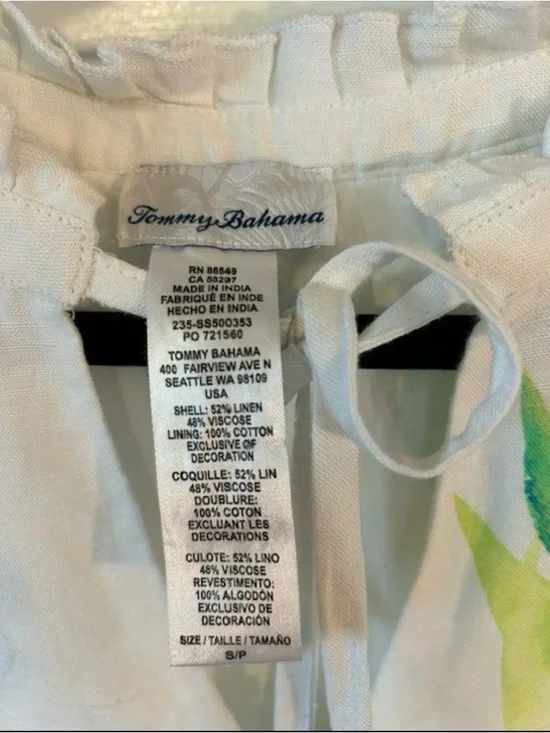 Tommy Bahama
RN 86549
CA 58297
MADE IN INDIA
FABRIQUÉ EN INDE
HECHO EN INDIA
235-SS500353
PO 721560
TOMMY BAHAMA
400 FAIRVIEW AVE N
SEATTLE WA 98109
USA
SHELL: 52% LINEN
48% VISCOSE
LINING: 100% COTTON
EXCLUSIVE OF
DECORATION
COQUILLE: 52% LIN
48% VISCOSE
DOUBLURE:
100% COTON
EXCLUANT LES
DECORATIONS
CULOTE: 52% LINO
48% VISCOSE
REVESTIMENTO:
100% ALGODÓN
EXCLUSIVO DE
DECORACIÓN
SIZE / TAILLE / TAMAÑO
S/P